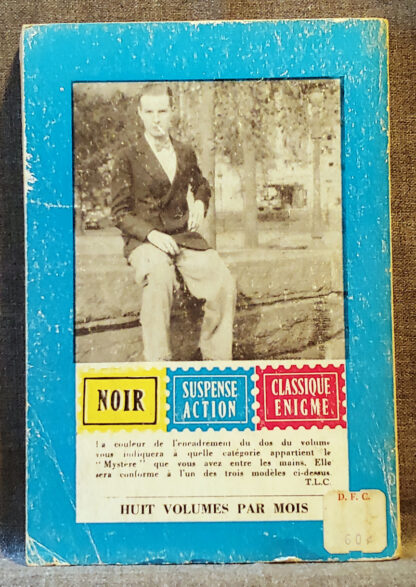 NOIR
SUSPENSE
ACTION
CLASSIQUE
ENIGME
La couleur de l'encadrement du dos du volume
vous indiquera à quelle catégorie appartient le
"Mystère" que vous avez entre les mains. Elle
sera conforme à l'un des trois modèles ci-dessus.
T.L.C.
HUIT VOLUMES PAR MOIS
D. F. C.
60¢